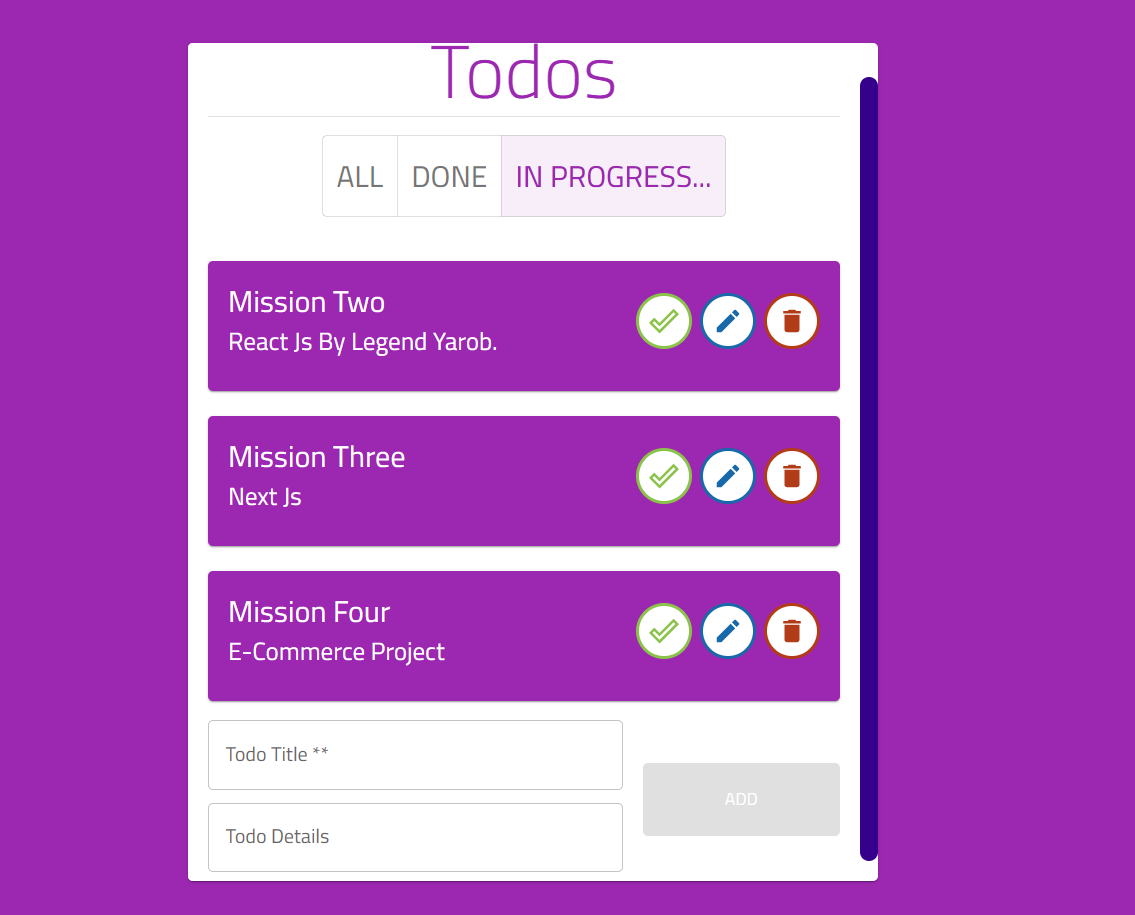 Todos
ALL DONE IN PROGRESS...
Mission Two
React Js By Legend Yarob.
Mission Three
Next Js
Mission Four
E-Commerce Project
Todo Title **
ADD
Todo Details